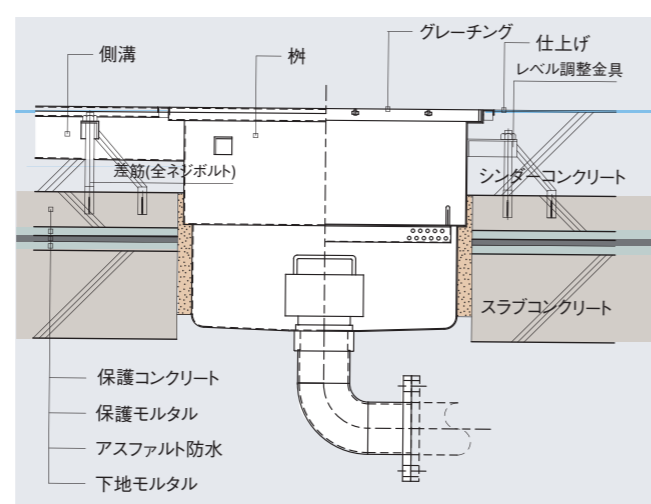 グレーチング
側溝
桝
仕上げ
レベル調整金具
差筋(全ネジボルト)
シンダーコンクリート
スラブコンクリート
保護コンクリート
保護モルタル
アスファルト防水
下地モルタル